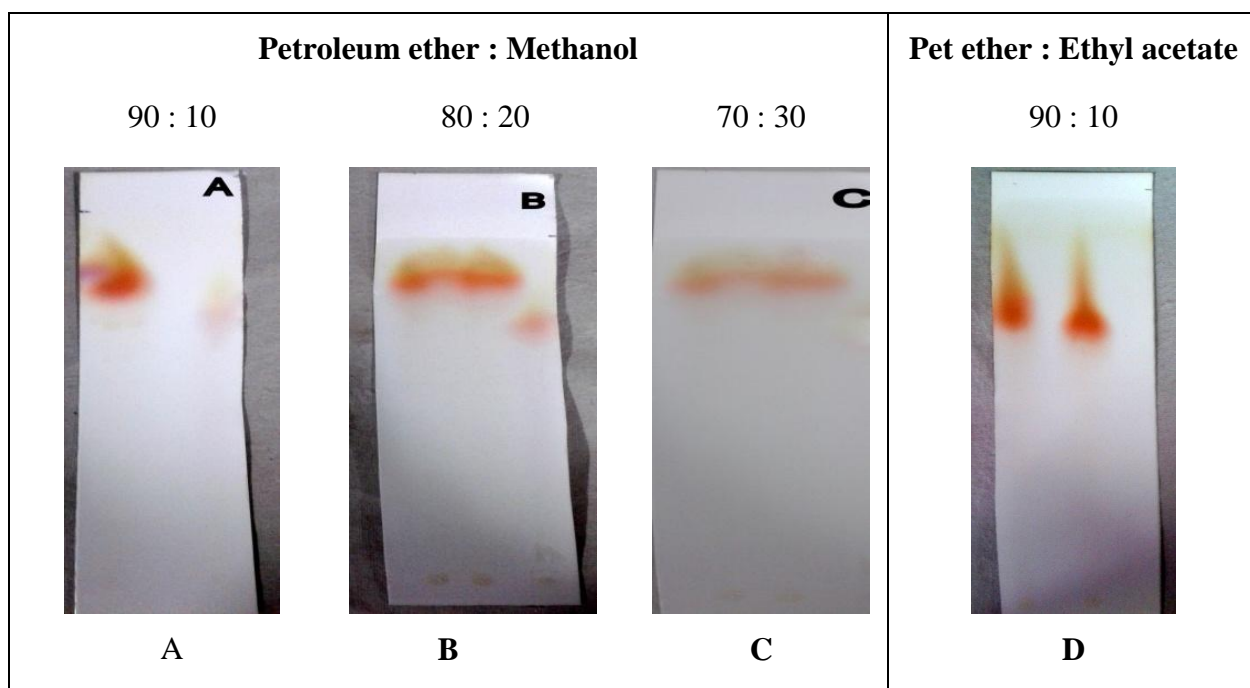 Petroleum ether : Methanol
Pet ether : Ethyl acetate
90 : 10
80 : 20
70 : 30
90 : 10
A
B
C
A
B
C
D